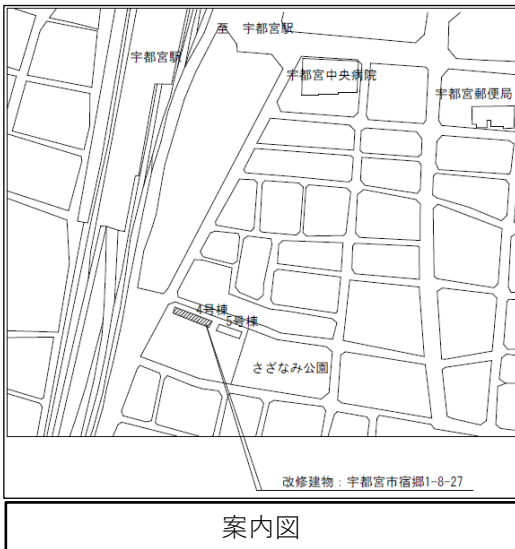 至　宇都宮駅
宇都宮駅
宇都宮中央病院
宇都宮郵便局
4号棟
5号棟
さざなみ公園
改修建物：宇都宮市宿郷1-8-27
案内図